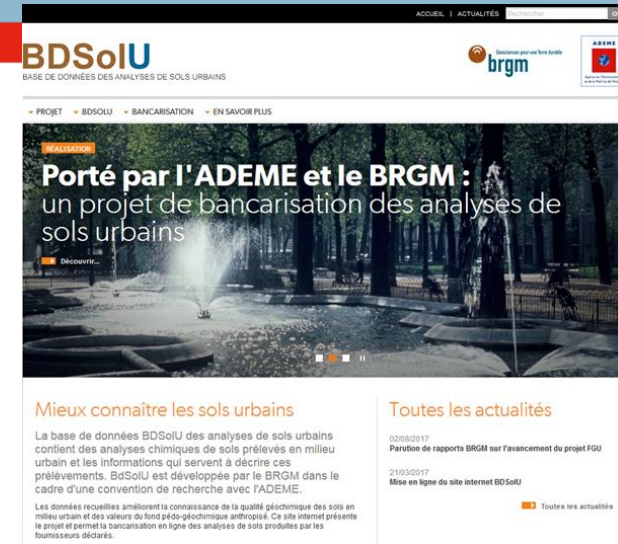 ACCUEIL | ACTUALITÉS Rechercher
BDSolU
BASE DE DONNÉES DES ANALYSES DE SOLS URBAINS
Géosciences pour une Terre durable
brgm
ADEME
PROJET BDSOLU BANCARISATION EN SAVOIR PLUS
RÉALISATION
Porté par l'ADEME et le BRGM :
un projet de bancarisation des analyses de
sols urbains
Découvrir...
Mieux connaître les sols urbains
La base de données BDSolU des analyses de sols urbains
contient des analyses chimiques de sols prélevés en milieu
urbain et les informations qui servent à décrire ces
prélèvements. BdSolU est développée par le BRGM dans le
cadre d'une convention de recherche avec l'ADEME.
Les données recueillies améliorent la connaissance de la qualité géochimique des sols en
milieu urbain et des valeurs du fond pédo-géochimique anthropisé. Ce site internet présente
le projet et permet la bancarisation en ligne des analyses de sols produites par les
fournisseurs déclarés.
Toutes les actualités
02/08/2017
Parution de rapports BRGM sur l'avancement du projet FGU
21/03/2017
Mise en ligne du site internet BDSolU
Toutes les actualités